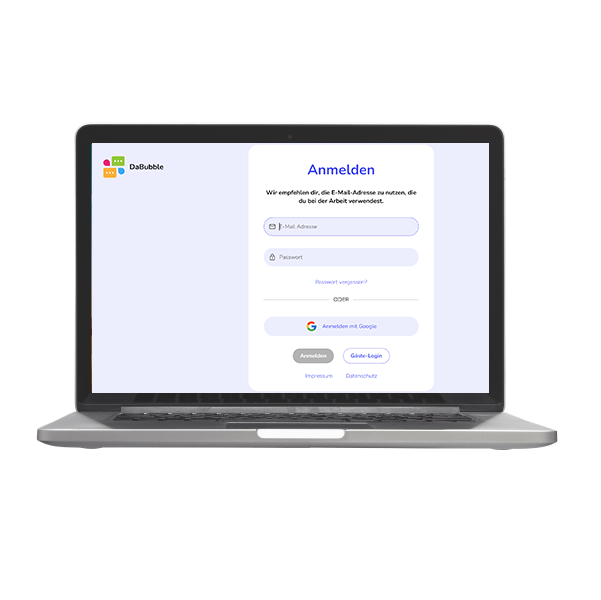 DaBubble
Anmelden
Wir empfehlen dir, die E-Mail-Adresse zu nutzen, die
du bei der Arbeit verwendest.
E-Mail Adresse
Passwort
Passwort vergessen?
ODER
Anmelden mit Google
Anmelden
Gäste-Login
Impressum
Datenschutz